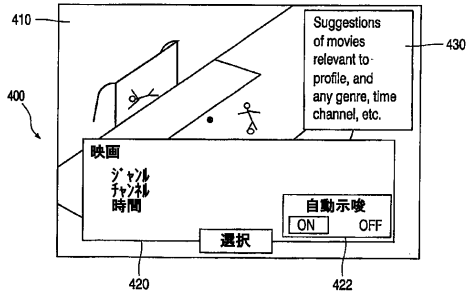 410
Suggestions
of movies
relevant to
profile, and
any genre, time
channel, etc.
430
400
映画
ジャンル
チャンネル
時間
自動示唆
ON OFF
選択
420
422